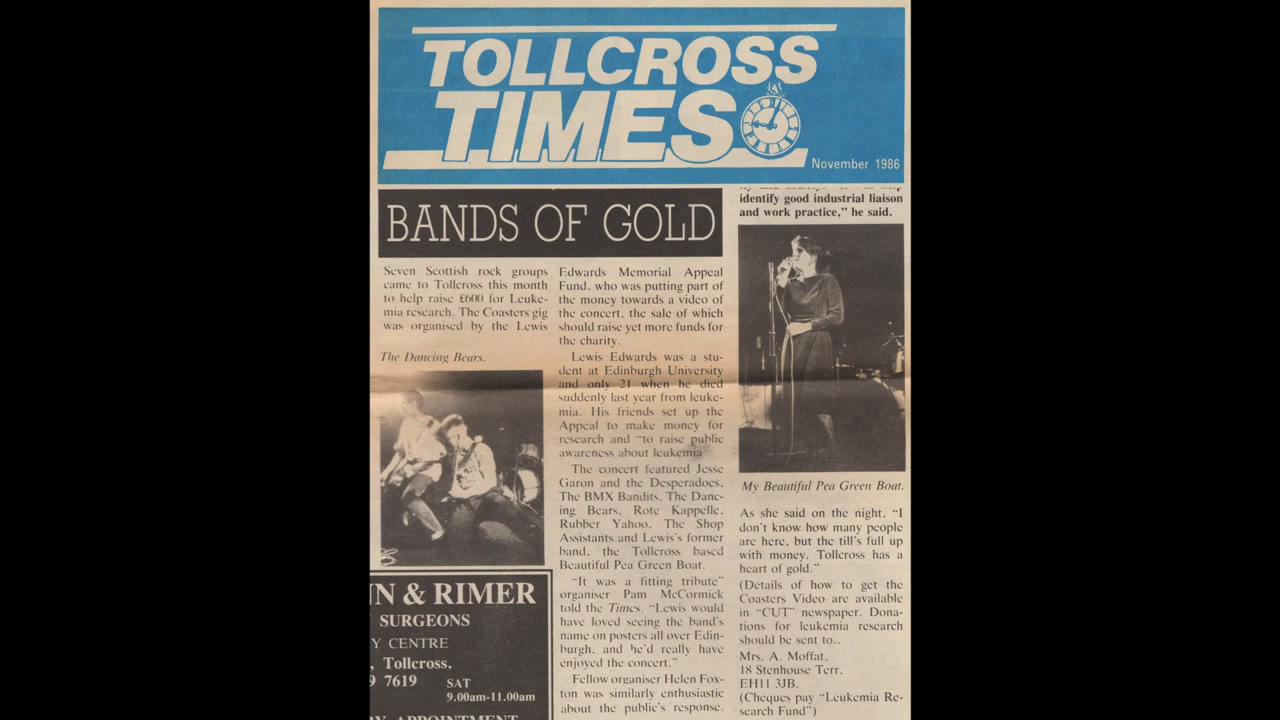 TOLLCROSS
TIMES
November 1986
BANDS OF GOLD
Seven Scottish rock groups
came to Tollcross this month
to help raise £600 for Leuke-
mia research. The Coasters gig
was organised by the Lewis
The Dancing Bears.
IN & RIMER
SURGEONS
Y CENTRE
, Tollcross.
9 7619
SAT
9.00am-11.00am
RY APPOINTMENT
Edwards Memorial Appeal
Fund, who was putting part of
the money towards a video of
the concert, the sale of which
should raise yet more funds for
the charity.
Lewis Edwards was a stu-
dent at Edinburgh University
and only 21 when he died
suddenly last year from leuke-
mia. His friends set up the
Appeal to make money for
research and "to raise public
awareness about leukemia
The concert featured Jesse
Garon and the Desperadoes,
The BMX Bandits, The Danc-
ing Bears, Rote Kappelle,
Rubber Yahoo, The Shop
Assistants and Lewis's former
band, the Tollcross based
Beautiful Pea Green Boat.
"It was a fitting tribute"
organiser Pam McCormick
told the Times. "Lewis would
have loved seeing the band's
name on posters all over Edin-
burgh, and he'd really have
enjoyed the concert."
Fellow organiser Helen Fox-
ton was similarly enthusiastic
about the public's response.
identify good industrial liaison
and work practice," he said.
My Beautiful Pea Green Boat.
As she said on the night, "I
don't know how many people
are here, but the till's full up
with money. Tollcross has a
heart of gold."
(Details of how to get the
Coasters Video are available
in "CUT" newspaper. Dona-
tions for leukemia research
should be sent to..
Mrs. A. Moffat,
18 Stenhouse Terr,
EH11 3JB.
(Cheques pay "Leukemia Re-
search Fund")